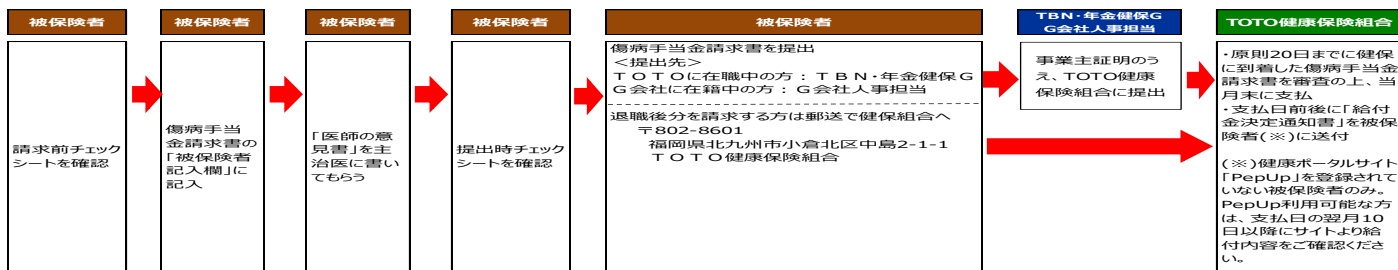 被保険者
請求前チェック
シートを確認
被保険者
傷病手当
金請求書の
「被保険者
記入欄」に
記入
被保険者
「医師の意
見書」を主
治医に書い
てもらう
被保険者
提出時チェック
シートを確認
被保険者
傷病手当金請求書を提出
<提出先>
TOTOに在職中の方:TBN・年金健保G
G会社に在籍中の方:G会社人事担当
退職後分を請求する方は郵送で健保組合へ
〒802-8601
福岡県北九州市小倉北区中島2-1-1
TOTO健康保険組合
TBN・年金健保G
G会社人事担当
事業主証明のう
え、TOTO健康
保険組合に提出
TOTO健康保険組合
・原則20日までに健保
に到着した傷病手当金
請求書を審査の上、当
月末に支払
・支払日前後に「給付
金決定通知書」を被保
険者(※)に送付
(※)健康ポータルサイト
「PepUp」を登録されて
いない被保険者のみ。
PepUp利用可能な方
は、支払日の翌月10
日以降にサイトより給
付内容をご確認くださ
い。